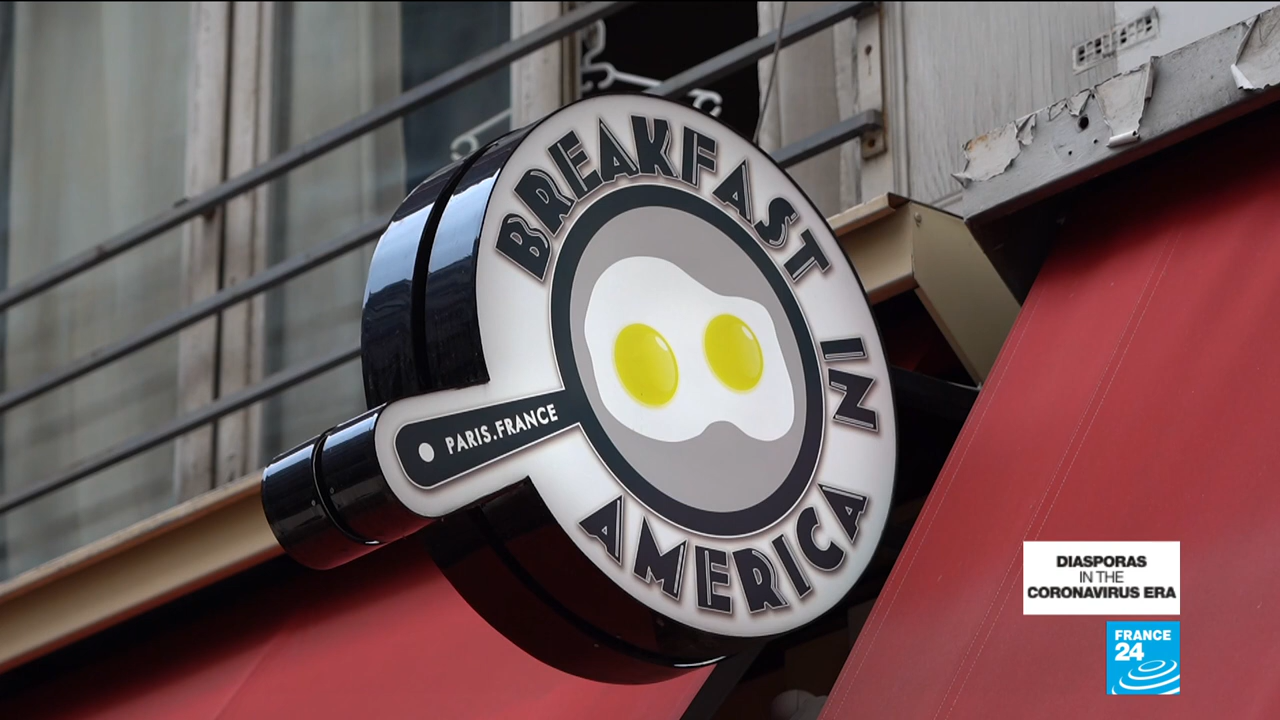 BREAKFAST IN AMERICA
PARIS.FRANCE
DIASPORAS
IN THE
CORONAVIRUS ERA
FRANCE
24